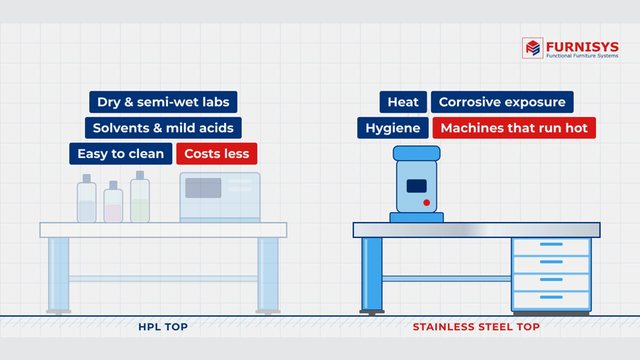 FURNISYS
Functional Furniture Systems
Dry & semi-wet labs
Solvents & mild acids
Easy to clean
Costs less
Heat
Corrosive exposure
Hygiene
Machines that run hot
HPL TOP
STAINLESS STEEL TOP